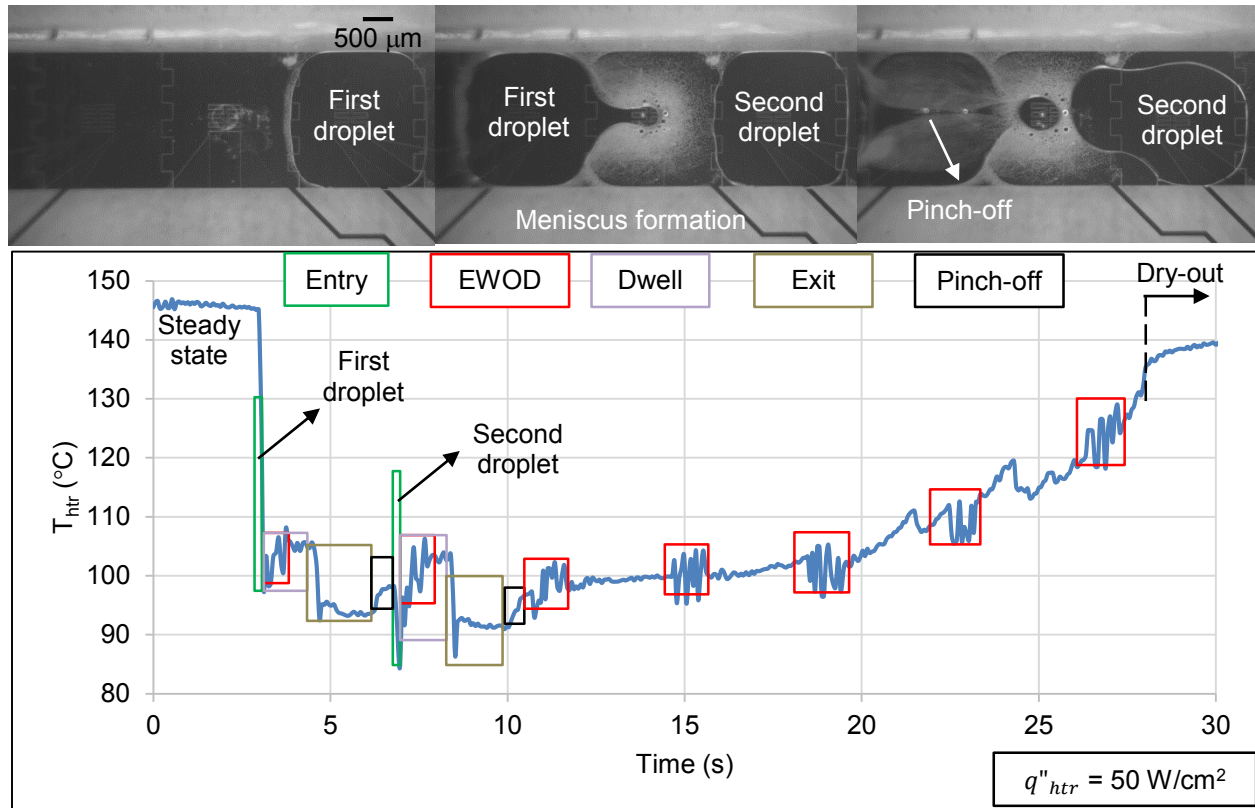 500 μm
First
droplet
First
droplet
Second
droplet
Second
droplet
Meniscus formation
Pinch-off
Entry
EWOD
Dwell
Exit
Pinch-off
Dry-out
Steady
state
First
droplet
Second
droplet
150
140
130
120
110
100
90
80
T_htr (°C)
0
5
10
15
20
25
30
Time (s)
q"_htr = 50 W/cm²